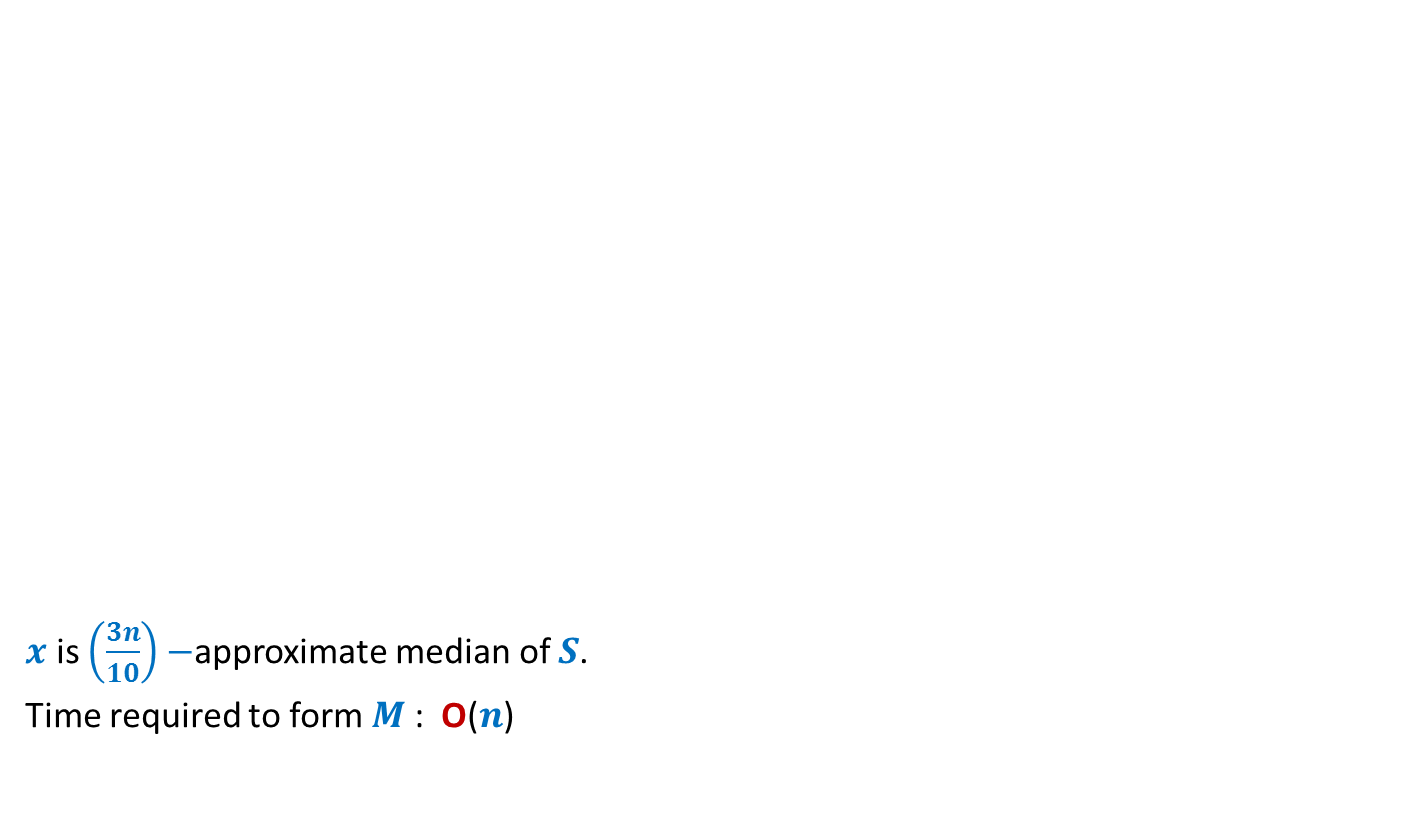 x is (3n/10) −approximate median of S.
Time required to form M : O(n)